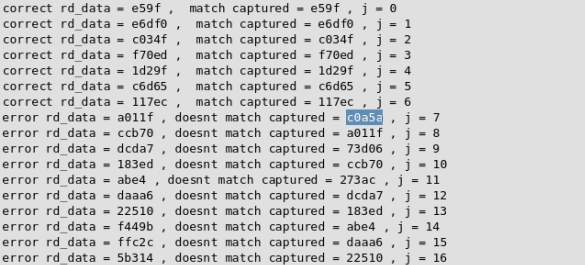 correct rd_data = e59f ,  match captured = e59f , j = 0
correct rd_data = e6df0 ,  match captured = e6df0 , j = 1
correct rd_data = c034f ,  match captured = c034f , j = 2
correct rd_data = f70ed ,  match captured = f70ed , j = 3
correct rd_data = 1d29f ,  match captured = 1d29f , j = 4
correct rd_data = c6d65 ,  match captured = c6d65 , j = 5
correct rd_data = 117ec ,  match captured = 117ec , j = 6
error rd_data = a011f , doesnt match captured = c0a5a , j = 7
error rd_data = ccb70 , doesnt match captured = a011f , j = 8
error rd_data = dcda7 , doesnt match captured = 73d06 , j = 9
error rd_data = 183ed , doesnt match captured = ccb70 , j = 10
error rd_data = abe4 , doesnt match captured = 273ac , j = 11
error rd_data = daaa6 , doesnt match captured = dcda7 , j = 12
error rd_data = 22510 , doesnt match captured = 183ed , j = 13
error rd_data = f449b , doesnt match captured = abe4 , j = 14
error rd_data = ffc2c , doesnt match captured = daaa6 , j = 15
error rd_data = 5b314 , doesnt match captured = 22510 , j = 16